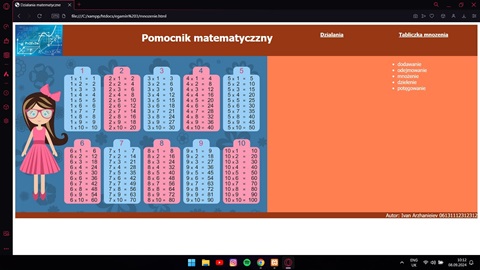 Działania matematyczne
Pomocnik matematyczzny
Działania
Tabliczka mnożenia
1
1 x 1 = 1
1 x 2 = 2
1 x 3 = 3
1 x 4 = 4
1 x 5 = 5
1 x 6 = 6
1 x 7 = 7
1 x 8 = 8
1 x 9 = 9
1 x 10 = 10
2
2 x 1 = 2
2 x 2 = 4
2 x 3 = 6
2 x 4 = 8
2 x 5 = 10
2 x 6 = 12
2 x 7 = 14
2 x 8 = 16
2 x 9 = 18
2 x 10 = 20
3
3 x 1 = 3
3 x 2 = 6
3 x 3 = 9
3 x 4 = 12
3 x 5 = 15
3 x 6 = 18
3 x 7 = 21
3 x 8 = 24
3 x 9 = 27
3 x 10 = 30
4
4 x 1 = 4
4 x 2 = 8
4 x 3 = 12
4 x 4 = 16
4 x 5 = 20
4 x 6 = 24
4 x 7 = 28
4 x 8 = 32
4 x 9 = 36
4 x 10 = 40
5
5 x 1 = 5
5 x 2 = 10
5 x 3 = 15
5 x 4 = 20
5 x 5 = 25
5 x 6 = 30
5 x 7 = 35
5 x 8 = 40
5 x 9 = 45
5 x 10 = 50
6
6 x 1 = 6
6 x 2 = 12
6 x 3 = 18
6 x 4 = 24
6 x 5 = 30
6 x 6 = 36
6 x 7 = 42
6 x 8 = 48
6 x 9 = 54
6 x 10 = 60
7
7 x 1 = 7
7 x 2 = 14
7 x 3 = 21
7 x 4 = 28
7 x 5 = 35
7 x 6 = 42
7 x 7 = 49
7 x 8 = 56
7 x 9 = 63
7 x 10 = 70
8
8 x 1 = 8
8 x 2 = 16
8 x 3 = 24
8 x 4 = 32
8 x 5 = 40
8 x 6 = 48
8 x 7 = 56
8 x 8 = 64
8 x 9 = 72
8 x 10 = 80
9
9 x 1 = 9
9 x 2 = 18
9 x 3 = 27
9 x 4 = 36
9 x 5 = 45
9 x 6 = 54
9 x 7 = 63
9 x 8 = 72
9 x 9 = 81
9 x 10 = 90
10
10 x 1 = 10
10 x 2 = 20
10 x 3 = 30
10 x 4 = 40
10 x 5 = 50
10 x 6 = 60
10 x 7 = 70
10 x 8 = 80
10 x 9 = 90
10 x 10 = 100
dodawanie
odejmowanie
mnożenie
dzielenie
potęgowanie
Autor: Ivan
ENG
UK
10:12
06.09.2024